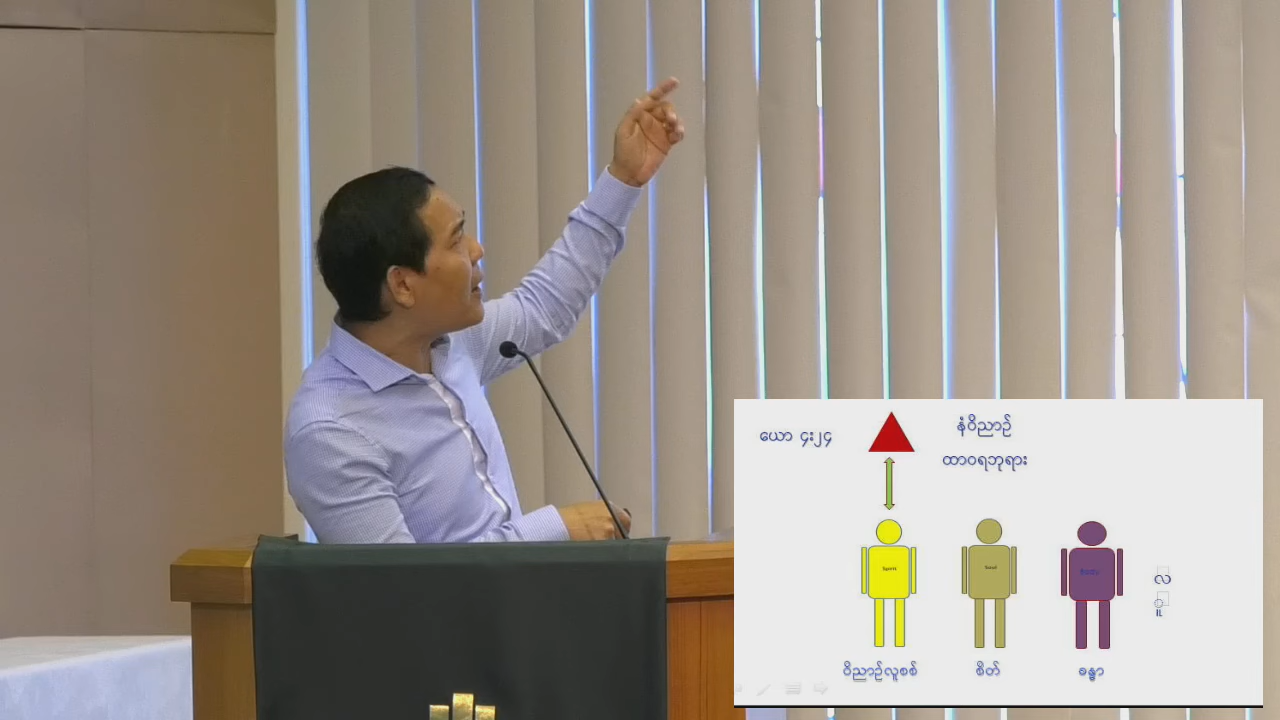 ယော ၄း၂၄
နံဝိညာဉ်
ထာဝရဘုရား
Spirit
Soul
Body
လူ
ဝိညာဉ်လူစစ်
စိတ်
ခန္ဓာ